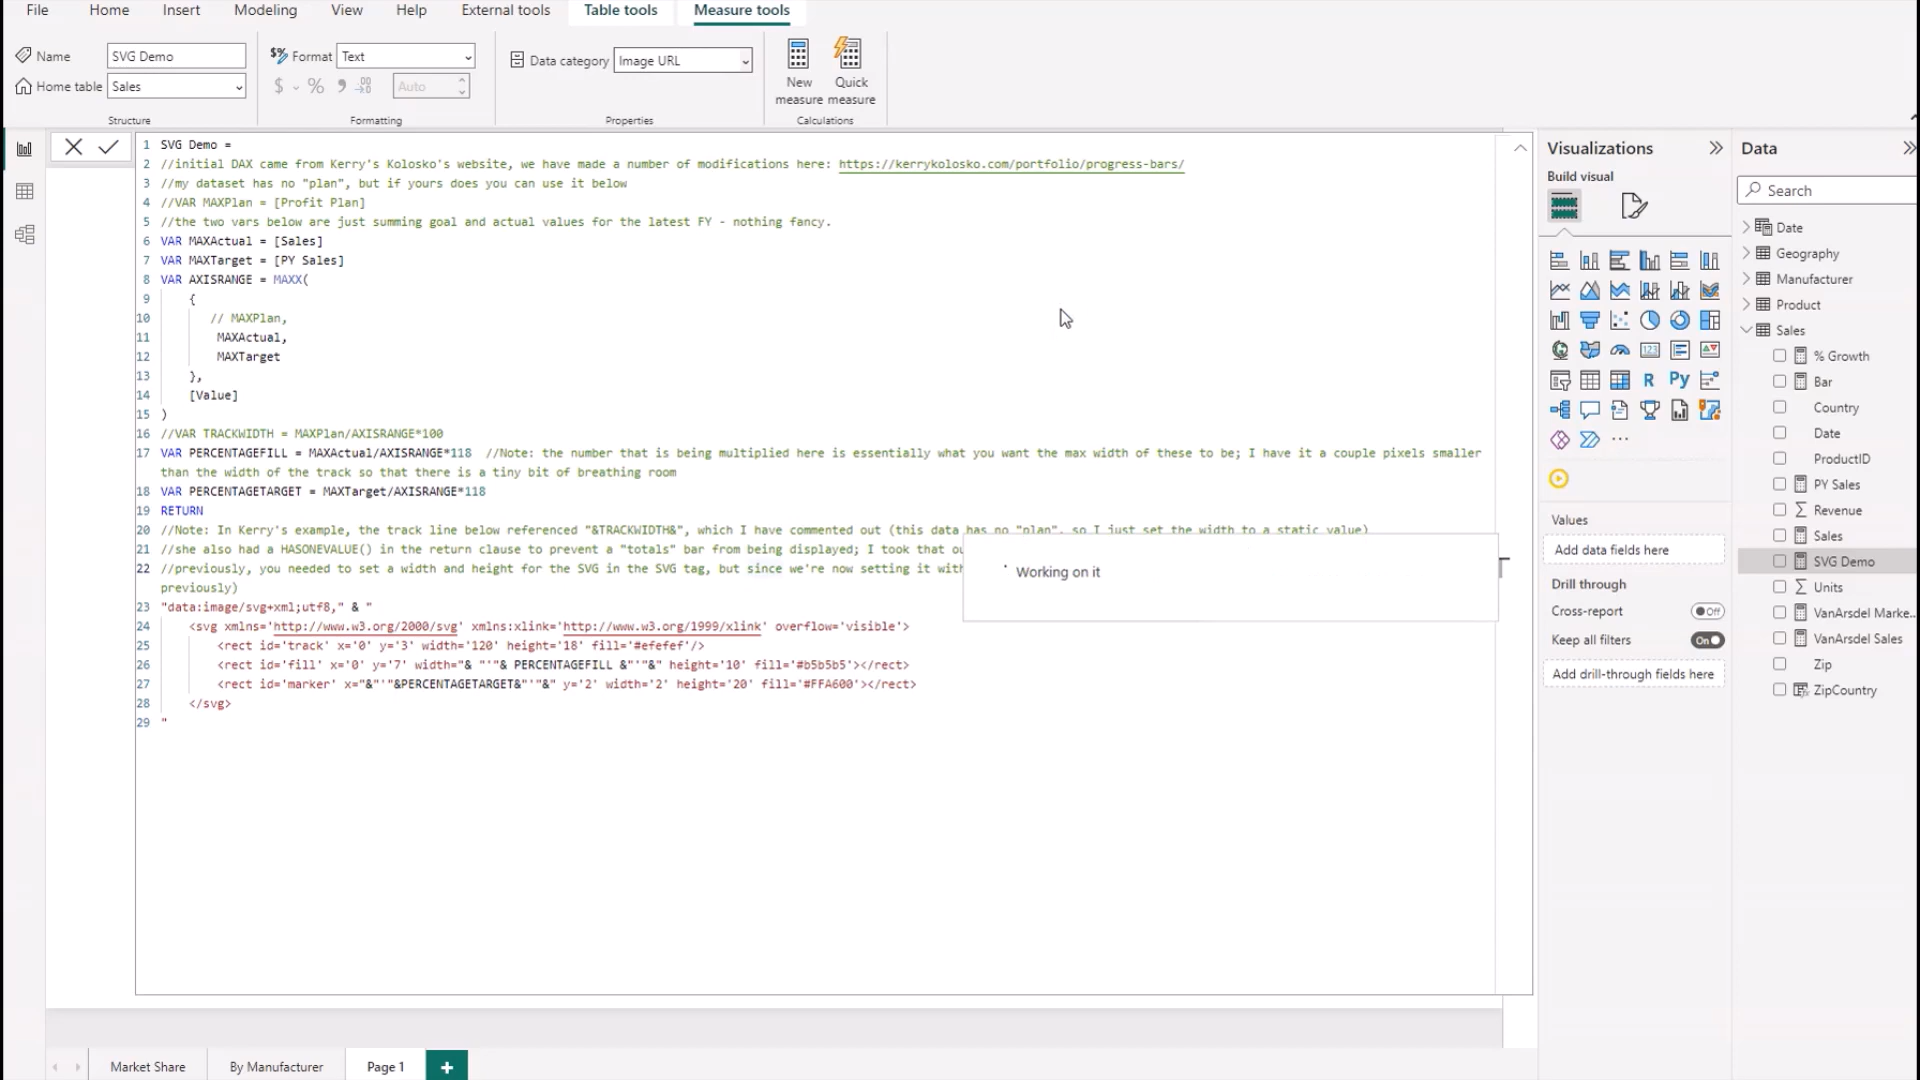 File Home Insert Modeling View Help External tools Table tools Measure tools
Name SVG Demo $% Format Text Data category Image URL New measure Quick measure
Home table Sales $ % Auto
Structure Formatting Properties Calculations
1 SVG Demo =
2 //initial DAX came from Kerry's Kolosko's website, we have made a number of modifications here: https://kerrykolosko.com/portfolio/progress-bars/
3 //my dataset has no "plan", but if yours does you can use it below
4 //VAR MAXPlan = [Profit Plan]
5 //the two vars below are just summing goal and actual values for the latest FY - nothing fancy.
6 VAR MAXActual = [Sales]
7 VAR MAXTarget = [PY Sales]
8 VAR AXISRANGE = MAXX(
9 {
10 // MAXPlan,
11 MAXActual,
12 MAXTarget
13 },
14 [Value]
15 )
16 //VAR TRACKWIDTH = MAXPlan/AXISRANGE*100
17 VAR PERCENTAGEFILL = MAXActual/AXISRANGE*118 //Note: the number that is being multiplied here is essentially what you want the max width of these to be; I have it a couple pixels smaller
than the width of the track so that there is a tiny bit of breathing room
18 VAR PERCENTAGETARGET = MAXTarget/AXISRANGE*118
19 RETURN
20 //Note: In Kerry's example, the track line below referenced "&TRACKWIDTH&", which I have commented out (this data has no "plan", so I just set the width to a static value)
21 //she also had a HASONEVALUE() in the return clause to prevent a "totals" bar from being displayed; I took that ou
22 //previously, you needed to set a width and height for the SVG in the SVG tag, but since we're now setting it with
previously)
23 "data:image/svg+xml;utf8," & "
24 <svg xmlns='http://www.w3.org/2000/svg' xmlns:xlink='http://www.w3.org/1999/xlink' overflow='visible'>
25 <rect id='track' x='0' y='3' width='120' height='18' fill='#efefef'/>
26 <rect id='fill' x='0' y='7' width="& "'"& PERCENTAGEFILL &"'"&" height='10' fill='#b5b5b5'></rect>
27 <rect id='marker' x="&"'"&PERCENTAGETARGET&"'"&" y='2' width='2' height='20' fill='#FFA600'></rect>
28 </svg>
29 "
Working on it
Visualizations
Build visual
123
R Py
Values
Add data fields here
Drill through
Cross-report Off
Keep all filters On
Add drill-through fields here
Data
Search
Date
Geography
Manufacturer
Product
Sales
% Growth
Bar
Country
Date
ProductID
PY Sales
Revenue
Sales
SVG Demo
Units
VanArsdel Marke...
VanArsdel Sales
Zip
ZipCountry
Market Share By Manufacturer Page 1 +